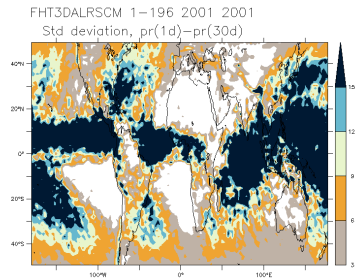 FHT3DALRSCM 1-196 2001 2001
Std deviation, pr(1d)-pr(30d)
40°N
20°N
0°
20°S
40°S
100°W
0°
100°E
15
12
9
6
3